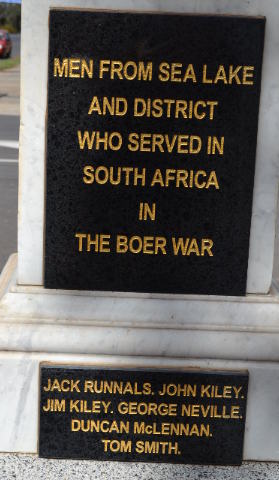 MEN FROM SEA LAKE
AND DISTRICT
WHO SERVED IN
SOUTH AFRICA
IN
THE BOER WAR
JACK RUNNALS. JOHN KILEY.
JIM KILEY. GEORGE NEVILLE.
DUNCAN McLENNAN.
TOM SMITH.